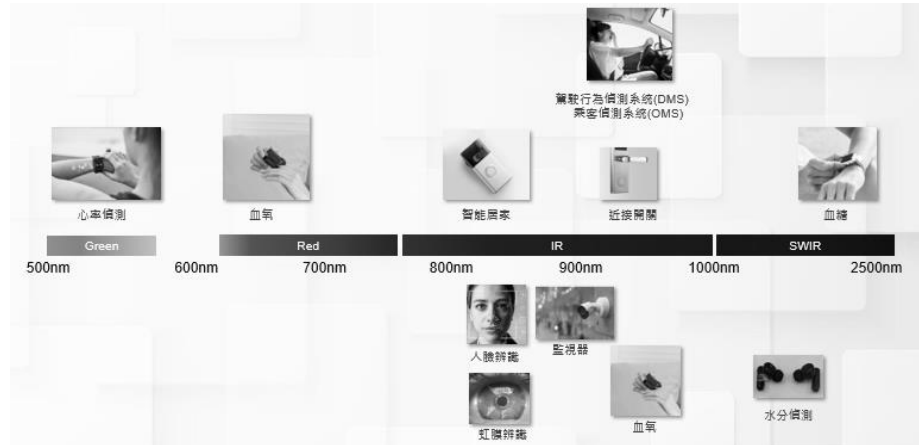 駕駛行為偵測系統(DMS)
乘客偵測系統(OMS)
心率偵測
血氧
智能居家
近接開關
血糖
Green
Red
IR
SWIR
500nm
600nm
700nm
800nm
900nm
1000nm
2500nm
人臉辨識
監視器
虹膜辨識
血氧
水分偵測